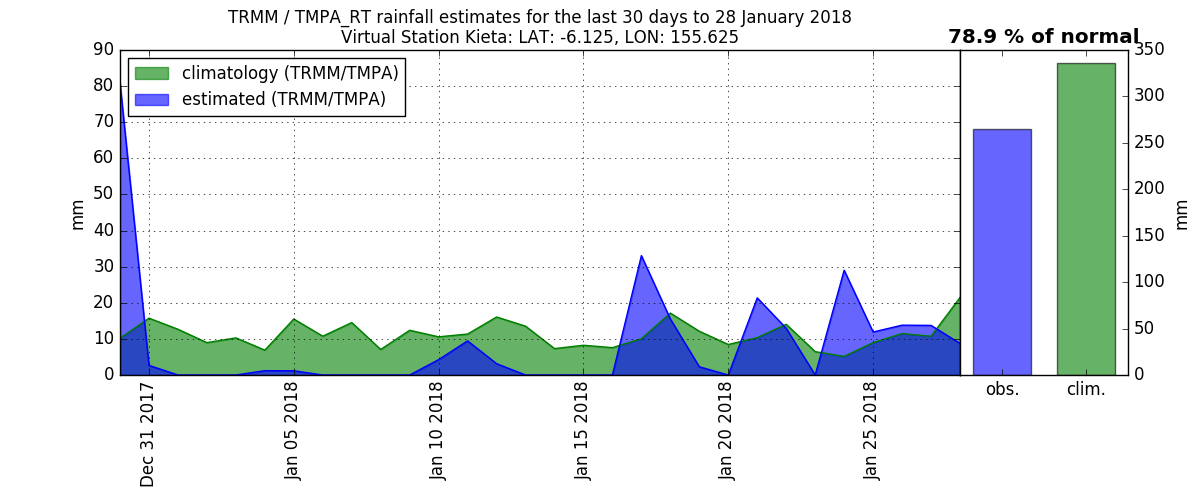 TRMM / TMPA_RT rainfall estimates for the last 30 days to 28 January 2018
Virtual Station Kieta: LAT: -6.125, LON: 155.625
78.9 % of normal
climatology (TRMM/TMPA)
estimated (TRMM/TMPA)
90
80
70
60
50
40
30
20
10
0
mm
Dec 31 2017
Jan 05 2018
Jan 10 2018
Jan 15 2018
Jan 20 2018
Jan 25 2018
obs.
clim.
350
300
250
200
150
100
50
0
mm